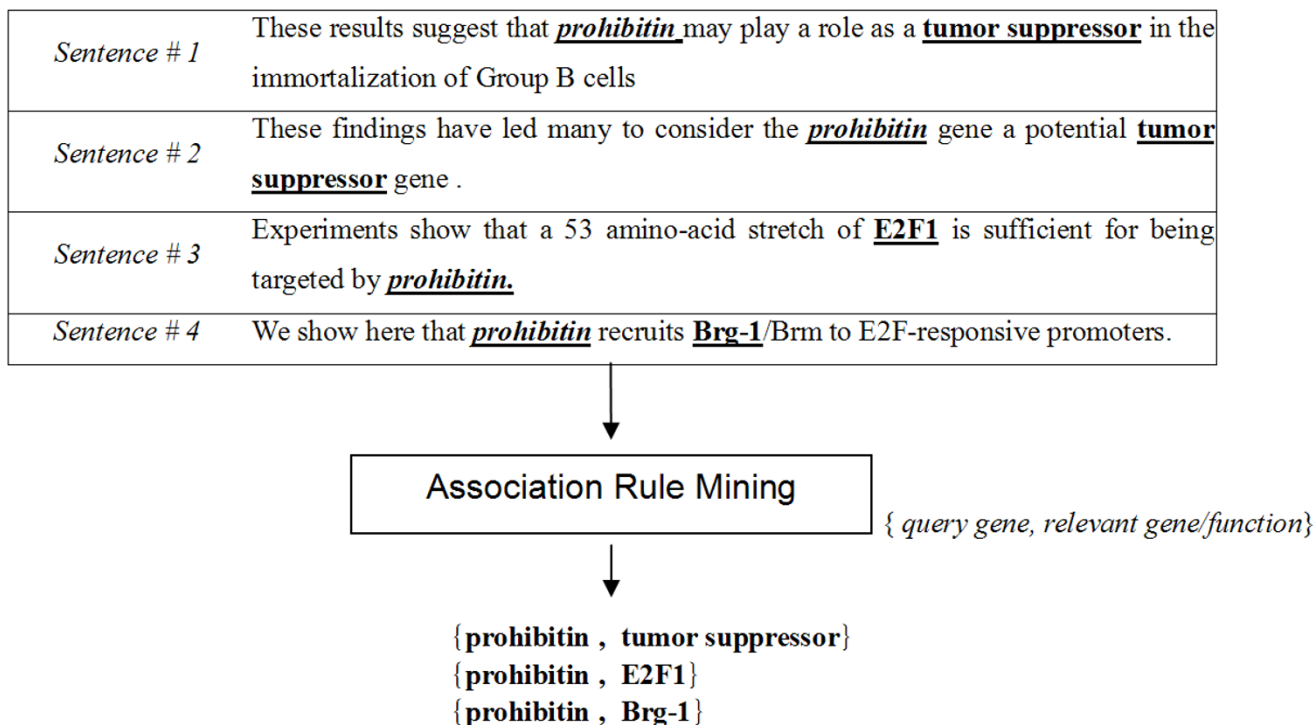 Sentence # 1
These results suggest that prohibitin may play a role as a tumor suppressor in the
immortalization of Group B cells
Sentence # 2
These findings have led many to consider the prohibitin gene a potential tumor
suppressor gene .
Sentence # 3
Experiments show that a 53 amino-acid stretch of E2F1 is sufficient for being
targeted by prohibitin.
Sentence # 4
We show here that prohibitin recruits Brg-1/Brm to E2F-responsive promoters.
Association Rule Mining
{ query gene, relevant gene/function}
{prohibitin , tumor suppressor}
{prohibitin , E2F1}
{prohibitin , Brg-1}